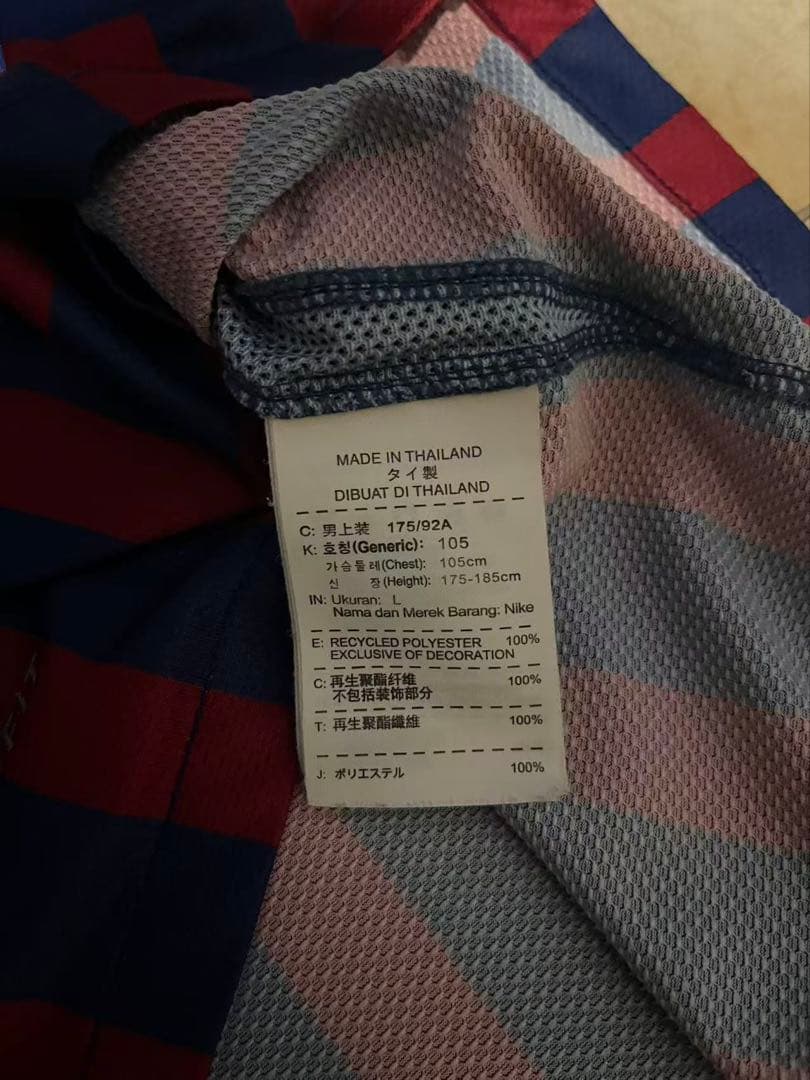 MADE IN THAILAND
タイ製
DIBUAT DI THAILAND
C: 男上装 175/92A
K: 호칭(Generic): 105
가슴둘레(Chest): 105cm
신 장(Height): 175-185cm
IN: Ukuran: L
Nama dan Merek Barang: Nike
E: RECYCLED POLYESTER 100%
EXCLUSIVE OF DECORATION
C: 再生聚酯纤维 100%
不包括装饰部分
T: 再生聚酯纖維 100%
J: ポリエステル 100%